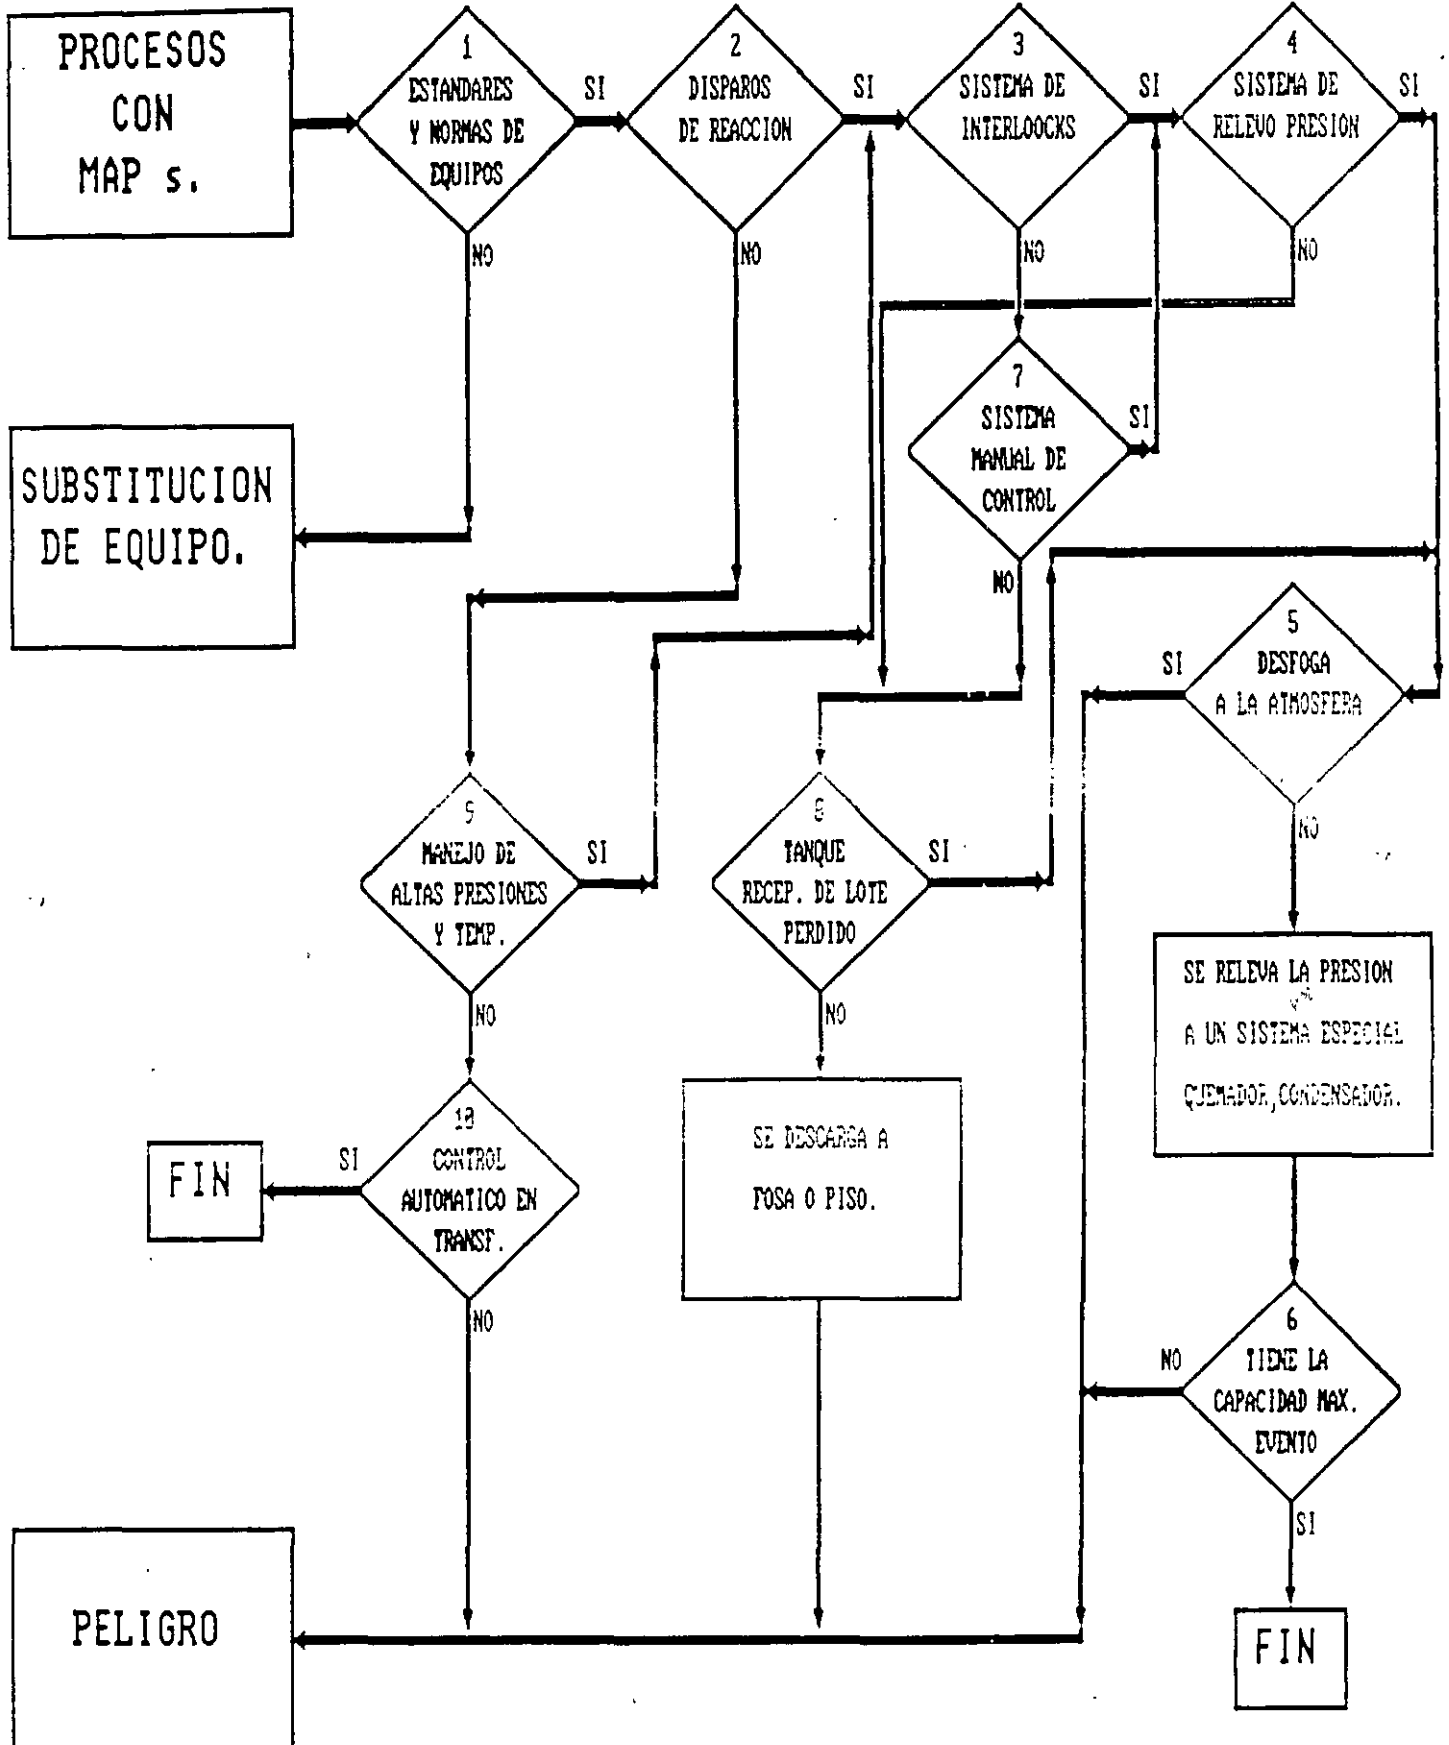 PROCESOS
CON
MAP s.
1
ESTANDARES
Y NORMAS DE
EQUIPOS
SI
NO
2
DISPAROS
DE REACCION
SI
NO
3
SISTEMA DE
INTERLOOCKS
SI
NO
4
SISTEMA DE
RELEVO PRESION
SI
NO
7
SISTEMA
MANUAL DE
CONTROL
SI
NO
SUBSTITUCION
DE EQUIPO.
5
DESFOGA
A LA ATMOSFERA
SI
NO
9
MANEJO DE
ALTAS PRESIONES
Y TEMP.
SI
NO
8
TANQUE
RECEP. DE LOTE
PERDIDO
SI
NO
SE RELEVA LA PRESION
A UN SISTEMA ESPECIAL
QUEMADOR,CONDENSADOR.
10
CONTROL
AUTOMATICO EN
TRANSF.
SI
NO
FIN
SE DESCARGA A
FOSA O PISO.
6
TIENE LA
CAPACIDAD MAX.
EVENTO
NO
SI
PELIGRO
FIN